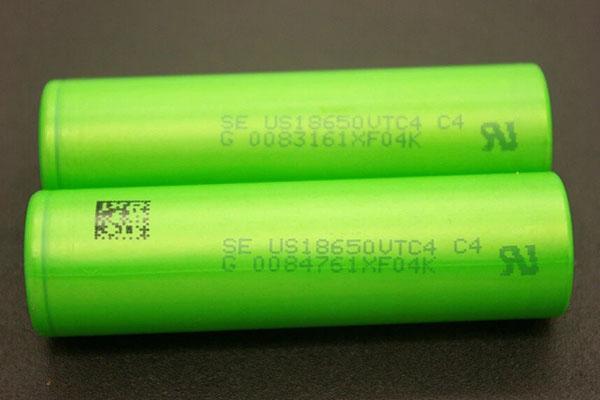 SE US18650VTC4 C4
G 0083161XF04K
SE US18650VTC4 C4
G 0084761XF04K